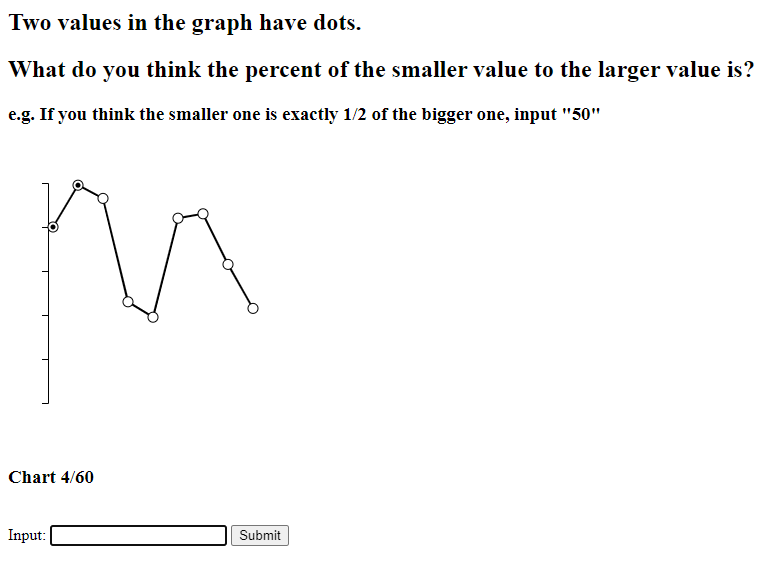 Two values in the graph have dots.
What do you think the percent of the smaller value to the larger value is?
e.g. If you think the smaller one is exactly 1/2 of the bigger one, input "50"
Chart 4/60
Input: Submit